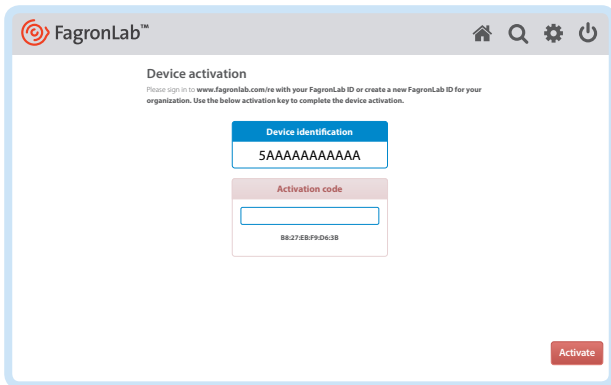 FagronLab™
Device activation
Please sign in to www.fagronlab.com/re with your FagronLab ID or create a new FagronLab ID for your
organization. Use the below activation key to complete the device activation.
Device identification
5AAAAAAAAAAA
Activation code
B8:27:EB:F9:D6:3B
Activate